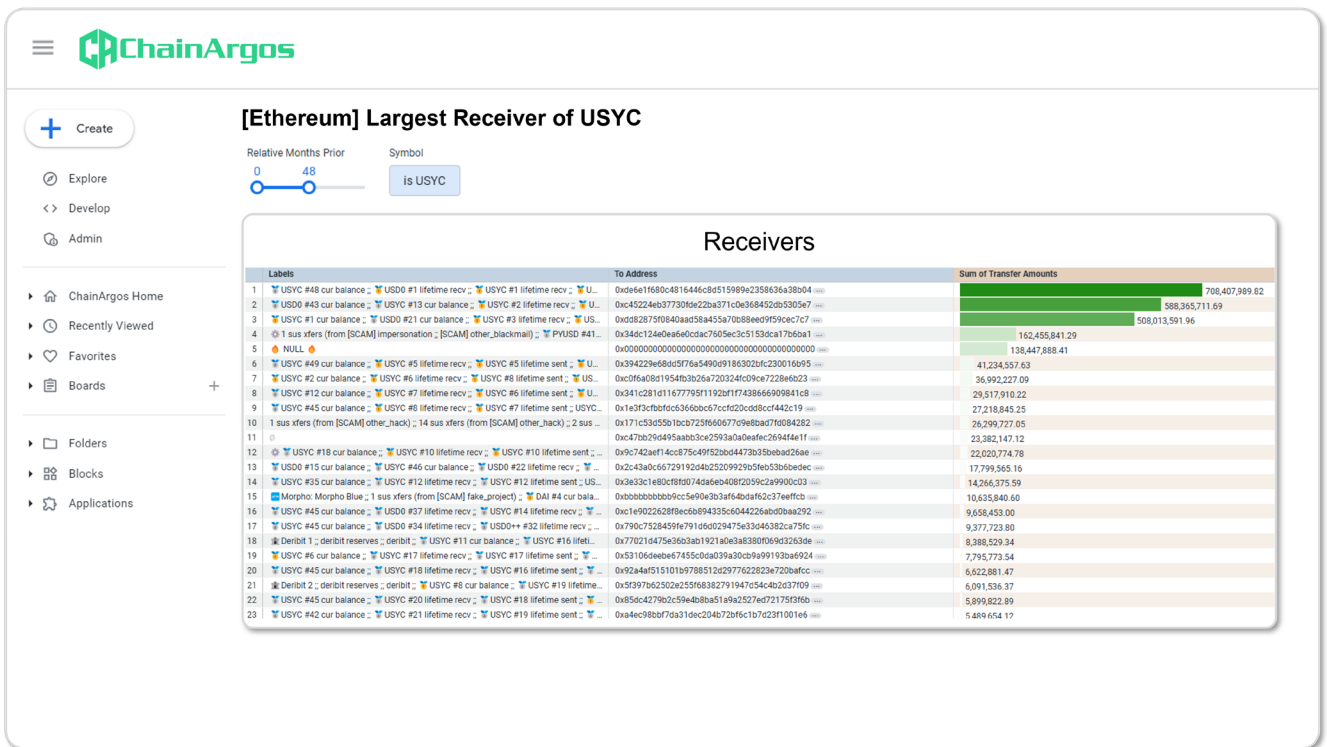 ChainArgos
Create
Explore
Develop
Admin
ChainArgos Home
Recently Viewed
Favorites
Boards
Folders
Blocks
Applications
[Ethereum] Largest Receiver of USYC
Relative Months Prior Symbol
0 48
is USYC
Receivers
Labels To Address Sum of Transfer Amounts
1 USYC #48 cur balance ;; USD0 #1 lifetime recv ;; USYC #1 lifetime recv ;; U... 0xde6e1f680c4816446c8d515989e2358636a38b04 708,407,989.82
2 USD0 #43 cur balance ;; USYC #13 cur balance ;; USYC #2 lifetime recv ;; U... 0xc45224eb37730fde22ba371c0e368452db5305e7 588,365,711.69
3 USYC #1 cur balance ;; USD0 #21 cur balance ;; USYC #3 lifetime recv ;; US... 0xdd82875f0840aad58a455a70b88eed9f59cec7c7 508,013,591.96
4 1 sus xfers (from [SCAM] impersonation ; [SCAM] other_blackmail) ;; PYUSD #41... 0x34dc124e0ea6e0cdac7605ec3c5153dca17b6ba1 162,455,841.29
5 NULL 0x0000000000000000000000000000000000000000 138,447,888.41
6 USYC #49 cur balance ;; USYC #5 lifetime recv ;; USYC #5 lifetime sent ;; U... 0x394229e68dd5f76a5490d9186302bfc230016b95 41,234,557.63
7 USYC #2 cur balance ;; USYC #6 lifetime recv ;; USYC #8 lifetime sent ;; US... 0xc0f6a08d1954fb3b26a720324fc09ce7228e6b23 36,992,227.09
8 USYC #12 cur balance ;; USYC #7 lifetime recv ;; USYC #6 lifetime sent ;; U... 0x341c281d11677795f1192bf1f7438666909841c8 29,517,910.22
9 USYC #45 cur balance ;; USYC #8 lifetime recv ;; USYC #7 lifetime sent ;; USYC... 0x1e3f3cfbbfdc6366bbc67ccfd20cdd8ccf442c19 27,218,845.25
10 1 sus xfers (from [SCAM] other_hack) ;; 14 sus xfers (from [SCAM] other_hack) ;; 2 sus ... 0x171c53d55b1bcb725f660677d9e8bad7fd084282 26,299,727.05
11 ∅ 0xc47bb29d495aabb3ce2593a0a0eafec2694f4e1f 23,382,147.12
12 USYC #18 cur balance ;; USYC #10 lifetime recv ;; USYC #10 lifetime sent ;; ... 0x9c742aef14cc875c49f52bbd4473b35bebad26ae 22,020,774.78
13 USD0 #15 cur balance ;; USYC #46 cur balance ;; USD0 #22 lifetime recv ;; ... 0x2c43a0c66729192d4b25209929b5feb53b6bedec 17,799,565.16
14 USYC #35 cur balance ;; USYC #12 lifetime recv ;; USYC #12 lifetime sent ;; US... 0x3e33c1e80cf8fd074da6eb408f2059c2a9900c03 14,266,375.59
15 Morpho: Morpho Blue ;; 1 sus xfers (from [SCAM] fake_project) ;; DAI #4 cur bala... 0xbbbbbbbbbb9cc5e90e3b3af64bdaf62c37eeffcb 10,635,840.60
16 USYC #45 cur balance ;; USD0 #37 lifetime recv ;; USYC #14 lifetime recv ;; ... 0xc1e9022628f8ec6b894335c6044226abd0baa292 9,658,453.00
17 USYC #45 cur balance ;; USD0 #34 lifetime recv ;; USD0++ #32 lifetime recv ;; ... 0x790c7528459fe791d6d029475e33d46382ca75fc 9,377,723.80
18 Deribit 1 ;; deribit reserves ;; deribit ;; USYC #11 cur balance ;; USYC #16 lifeti... 0x77021d475e36b3ab1921a0e3a8380f069d3263de 8,388,529.34
19 USYC #6 cur balance ;; USYC #17 lifetime recv ;; USYC #17 lifetime sent ;; ... 0x53106deebe67455c0da039a30cb9a99193ba6924 7,795,773.54
20 USYC #45 cur balance ;; USYC #18 lifetime recv ;; USYC #16 lifetime sent ;; ... 0x92a4af515101b9788512d2977622823e720bafcc 6,622,881.47
21 Deribit 2 ;; deribit reserves ;; deribit ;; USYC #8 cur balance ;; USYC #19 lifetime... 0x5f397b62502e255f68382791947d54c4b2d37f09 6,091,536.37
22 USYC #45 cur balance ;; USYC #20 lifetime recv ;; USYC #18 lifetime sent ;; ... 0x85dc4279b2c59e4b8ba51a9a2527ed72175f3f6b 5,899,822.89
23 USYC #42 cur balance ;; USYC #21 lifetime recv ;; USYC #19 lifetime sent ;; ... 0xa4ec98bbf7da31dec204b72bf6c1b7d23f1001e6 5,489,654.12